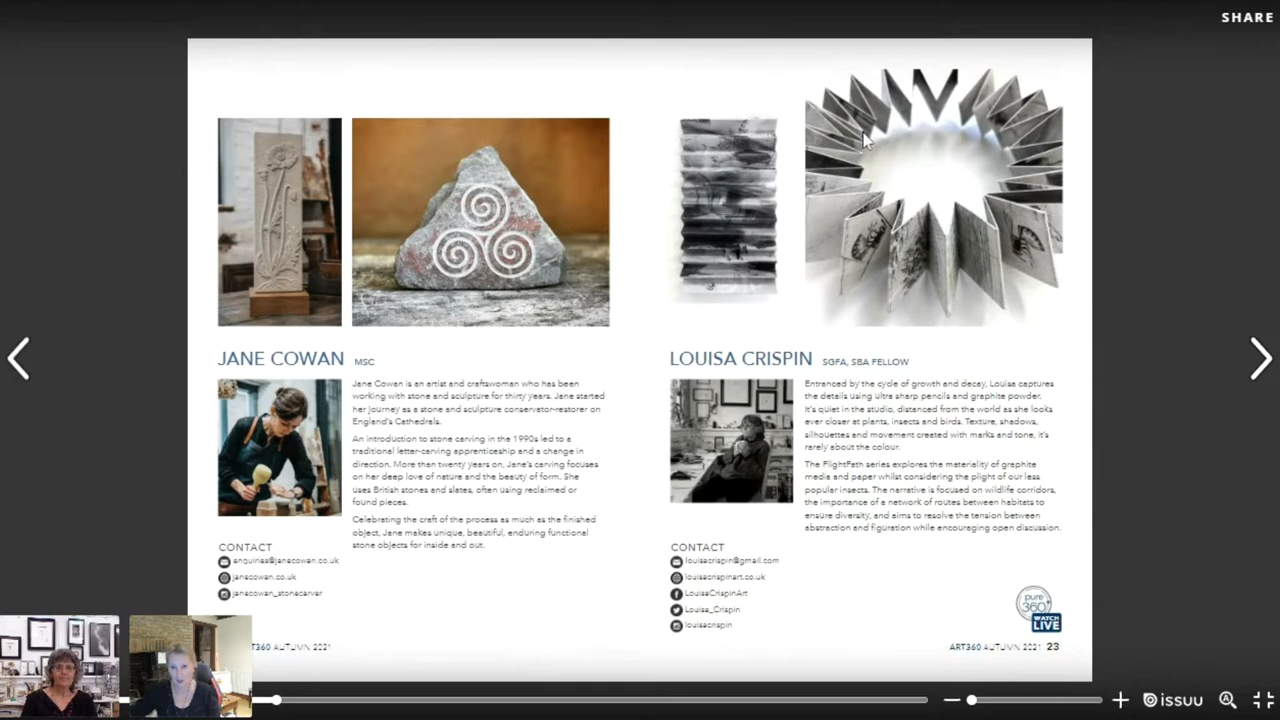 SHARE
JANE COWAN MSC
Jane Cowan is an artist and craftswoman who has been
working with stone and sculpture for thirty years. Jane started
her journey as a stone and sculpture conservator-restorer on
England's Cathedrals.
An introduction to stone carving in the 1990s led to a
traditional letter-carving apprenticeship and a change in
direction. More than twenty years on, Jane's carving focuses
on her deep love of nature and the beauty of form. She
uses British stones and slates, often using reclaimed or
found pieces.
Celebrating the craft of the process as much as the finished
object, Jane makes unique, beautiful, enduring functional
stone objects for inside and out.
CONTACT
enquiries@janecowan.co.uk
janecowan.co.uk
janecowan_stonecarver
T360 AUTUMN 2021
LOUISA CRISPIN SGFA, SBA FELLOW
Entranced by the cycle of growth and decay, Louisa captures
the details using ultra sharp pencils and graphite powder.
It's quiet in the studio, distanced from the world as she looks
ever closer at plants, insects and birds. Texture, shadows,
silhouettes and movement created with marks and tone, it's
rarely about the colour.
The FlightPath series explores the materiality of graphite
media and paper whilst considering the plight of our less
popular insects. The narrative is focused on wildlife corridors,
the importance of a network of routes between habitats to
ensure diversity, and aims to resolve the tension between
abstraction and figuration while encouraging open discussion.
CONTACT
louisacrispin@gmail.com
louisacrispinart.co.uk
LouisaCrispinArt
Louisa_Crispin
louisacrispin
pure
360°
WATCH
LIVE
ART360 AUTUMN 2021 23
issuu